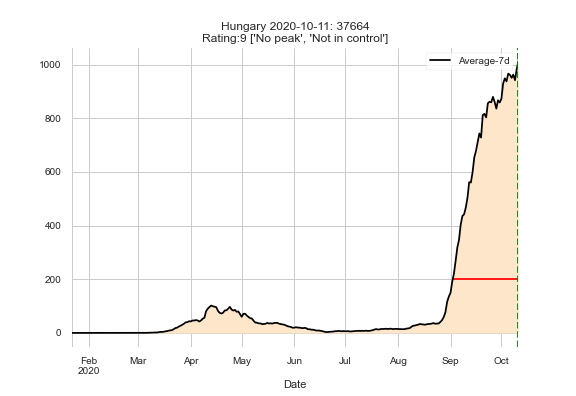 Hungary 2020-10-11: 37664
Rating:9 ['No peak', 'Not in control']
Average-7d
1000
800
600
400
200
0
Feb Mar Apr May Jun Jul Aug Sep Oct
2020
Date